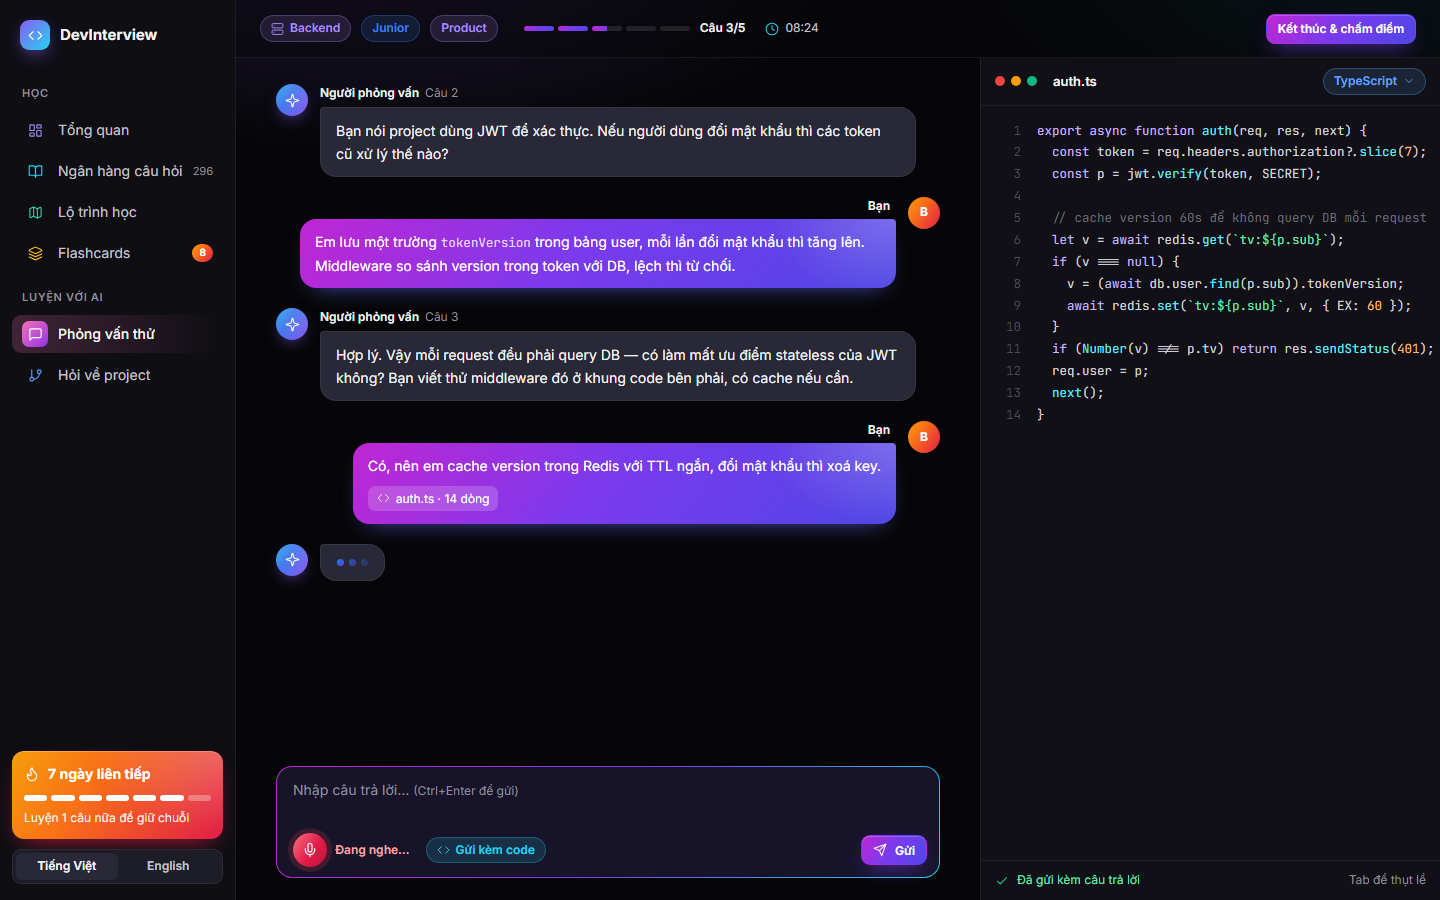 DevInterview
HỌC
Tổng quan
Ngân hàng câu hỏi 296
Lộ trình học
Flashcards 8
LUYỆN VỚI AI
Phỏng vấn thử
Hỏi về project
7 ngày liên tiếp
Luyện 1 câu nữa để giữ chuỗi
Tiếng Việt English
Backend Junior Product Câu 3/5 08:24 Kết thúc & chấm điểm
Người phỏng vấn Câu 2
Bạn nói project dùng JWT để xác thực. Nếu người dùng đổi mật khẩu thì các token
cũ xử lý thế nào?
Bạn
B
Em lưu một trường tokenVersion trong bảng user, mỗi lần đổi mật khẩu thì tăng lên.
Middleware so sánh version trong token với DB, lệch thì từ chối.
Người phỏng vấn Câu 3
Hợp lý. Vậy mỗi request đều phải query DB — có làm mất ưu điểm stateless của JWT
không? Bạn viết thử middleware đó ở khung code bên phải, có cache nếu cần.
Bạn
B
Có, nên em cache version trong Redis với TTL ngắn, đổi mật khẩu thì xoá key.
auth.ts · 14 dòng
Nhập câu trả lời... (Ctrl+Enter để gửi)
Đang nghe... Gửi kèm code Gửi
auth.ts TypeScript
1 export async function auth(req, res, next) {
2 const token = req.headers.authorization?.slice(7);
3 const p = jwt.verify(token, SECRET);
4
5 // cache version 60s để không query DB mỗi request
6 let v = await redis.get(`tv:${p.sub}`);
7 if (v === null) {
8 v = (await db.user.find(p.sub)).tokenVersion;
9 await redis.set(`tv:${p.sub}`, v, { EX: 60 });
10 }
11 if (Number(v) !== p.tv) return res.sendStatus(401);
12 req.user = p;
13 next();
14 }
Đã gửi kèm câu trả lời Tab để thụt lề